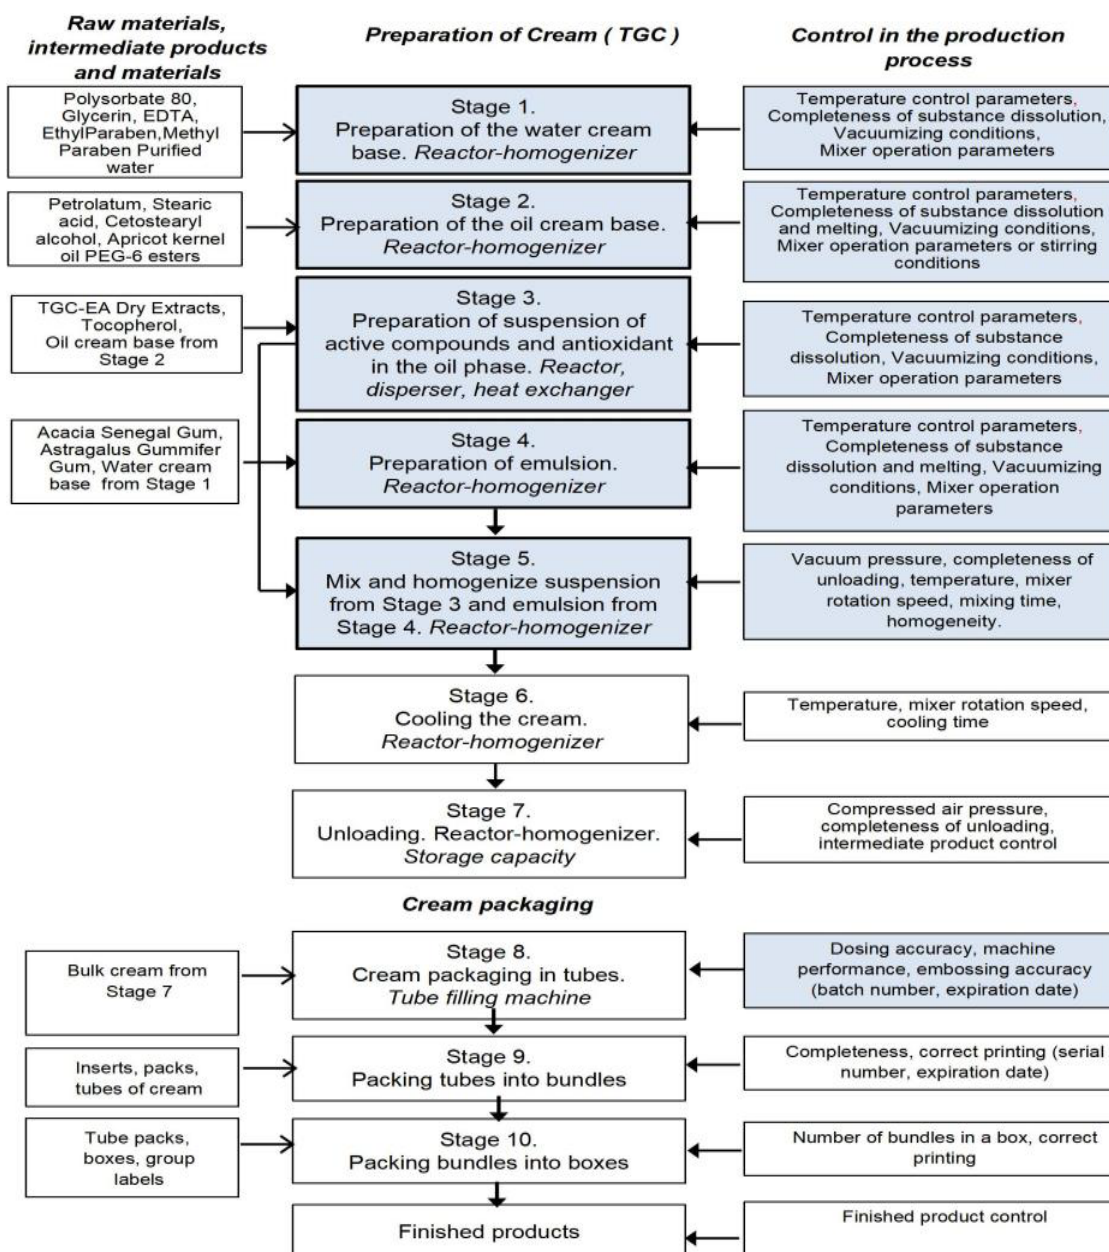 Raw materials,
intermediate products
and materials
Preparation of Cream ( TGC )
Control in the production
process
Polysorbate 80,
Glycerin, EDTA,
EthylParaben,Methyl
Paraben Purified
water
Stage 1.
Preparation of the water cream
base. Reactor-homogenizer
Temperature control parameters,
Completeness of substance dissolution,
Vacuumizing conditions,
Mixer operation parameters
Petrolatum, Stearic
acid, Cetostearyl
alcohol, Apricot kernel
oil PEG-6 esters
Stage 2.
Preparation of the oil cream base.
Reactor-homogenizer
Temperature control parameters,
Completeness of substance dissolution
and melting, Vacuumizing conditions,
Mixer operation parameters or stirring
conditions
TGC-EA Dry Extracts,
Tocopherol,
Oil cream base from
Stage 2
Stage 3.
Preparation of suspension of
active compounds and antioxidant
in the oil phase. Reactor,
disperser, heat exchanger
Temperature control parameters,
Completeness of substance
dissolution, Vacuumizing conditions,
Mixer operation parameters
Acacia Senegal Gum,
Astragalus Gummifer
Gum, Water cream
base from Stage 1
Stage 4.
Preparation of emulsion.
Reactor-homogenizer
Temperature control parameters,
Completeness of substance
dissolution and melting, Vacuumizing
conditions, Mixer operation
parameters
Stage 5.
Mix and homogenize suspension
from Stage 3 and emulsion from
Stage 4. Reactor-homogenizer
Vacuum pressure, completeness of
unloading, temperature, mixer
rotation speed, mixing time,
homogeneity.
Stage 6.
Cooling the cream.
Reactor-homogenizer
Temperature, mixer rotation speed,
cooling time
Stage 7.
Unloading. Reactor-homogenizer.
Storage capacity
Compressed air pressure,
completeness of unloading,
intermediate product control
Cream packaging
Bulk cream from
Stage 7
Stage 8.
Cream packaging in tubes.
Tube filling machine
Dosing accuracy, machine
performance, embossing accuracy
(batch number, expiration date)
Inserts, packs,
tubes of cream
Stage 9.
Packing tubes into bundles
Completeness, correct printing (serial
number, expiration date)
Tube packs,
boxes, group
labels
Stage 10.
Packing bundles into boxes
Number of bundles in a box, correct
printing
Finished products
Finished product control